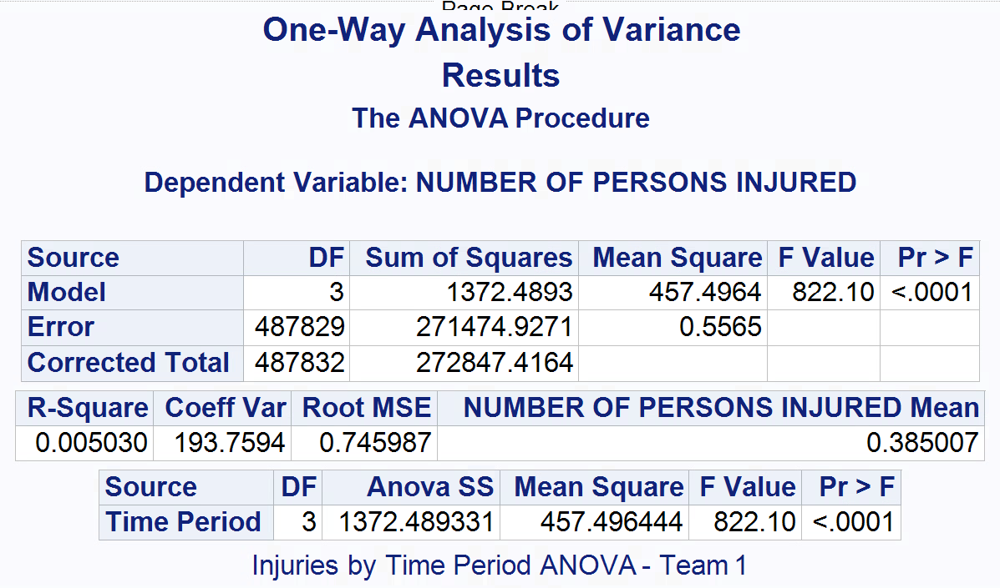 Page Break
One-Way Analysis of Variance
Results
The ANOVA Procedure
Dependent Variable: NUMBER OF PERSONS INJURED
Source DF Sum of Squares Mean Square F Value Pr > F
Model 3 1372.4893 457.4964 822.10 <.0001
Error 487829 271474.9271 0.5565
Corrected Total 487832 272847.4164
R-Square Coeff Var Root MSE NUMBER OF PERSONS INJURED Mean
0.005030 193.7594 0.745987 0.385007
Source DF Anova SS Mean Square F Value Pr > F
Time Period 3 1372.489331 457.496444 822.10 <.0001
Injuries by Time Period ANOVA - Team 1